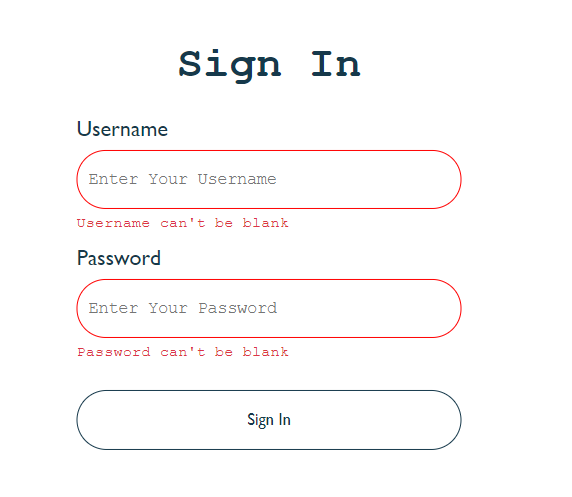 Sign In
Username
Enter Your Username
Username can't be blank
Password
Enter Your Password
Password can't be blank
Sign In